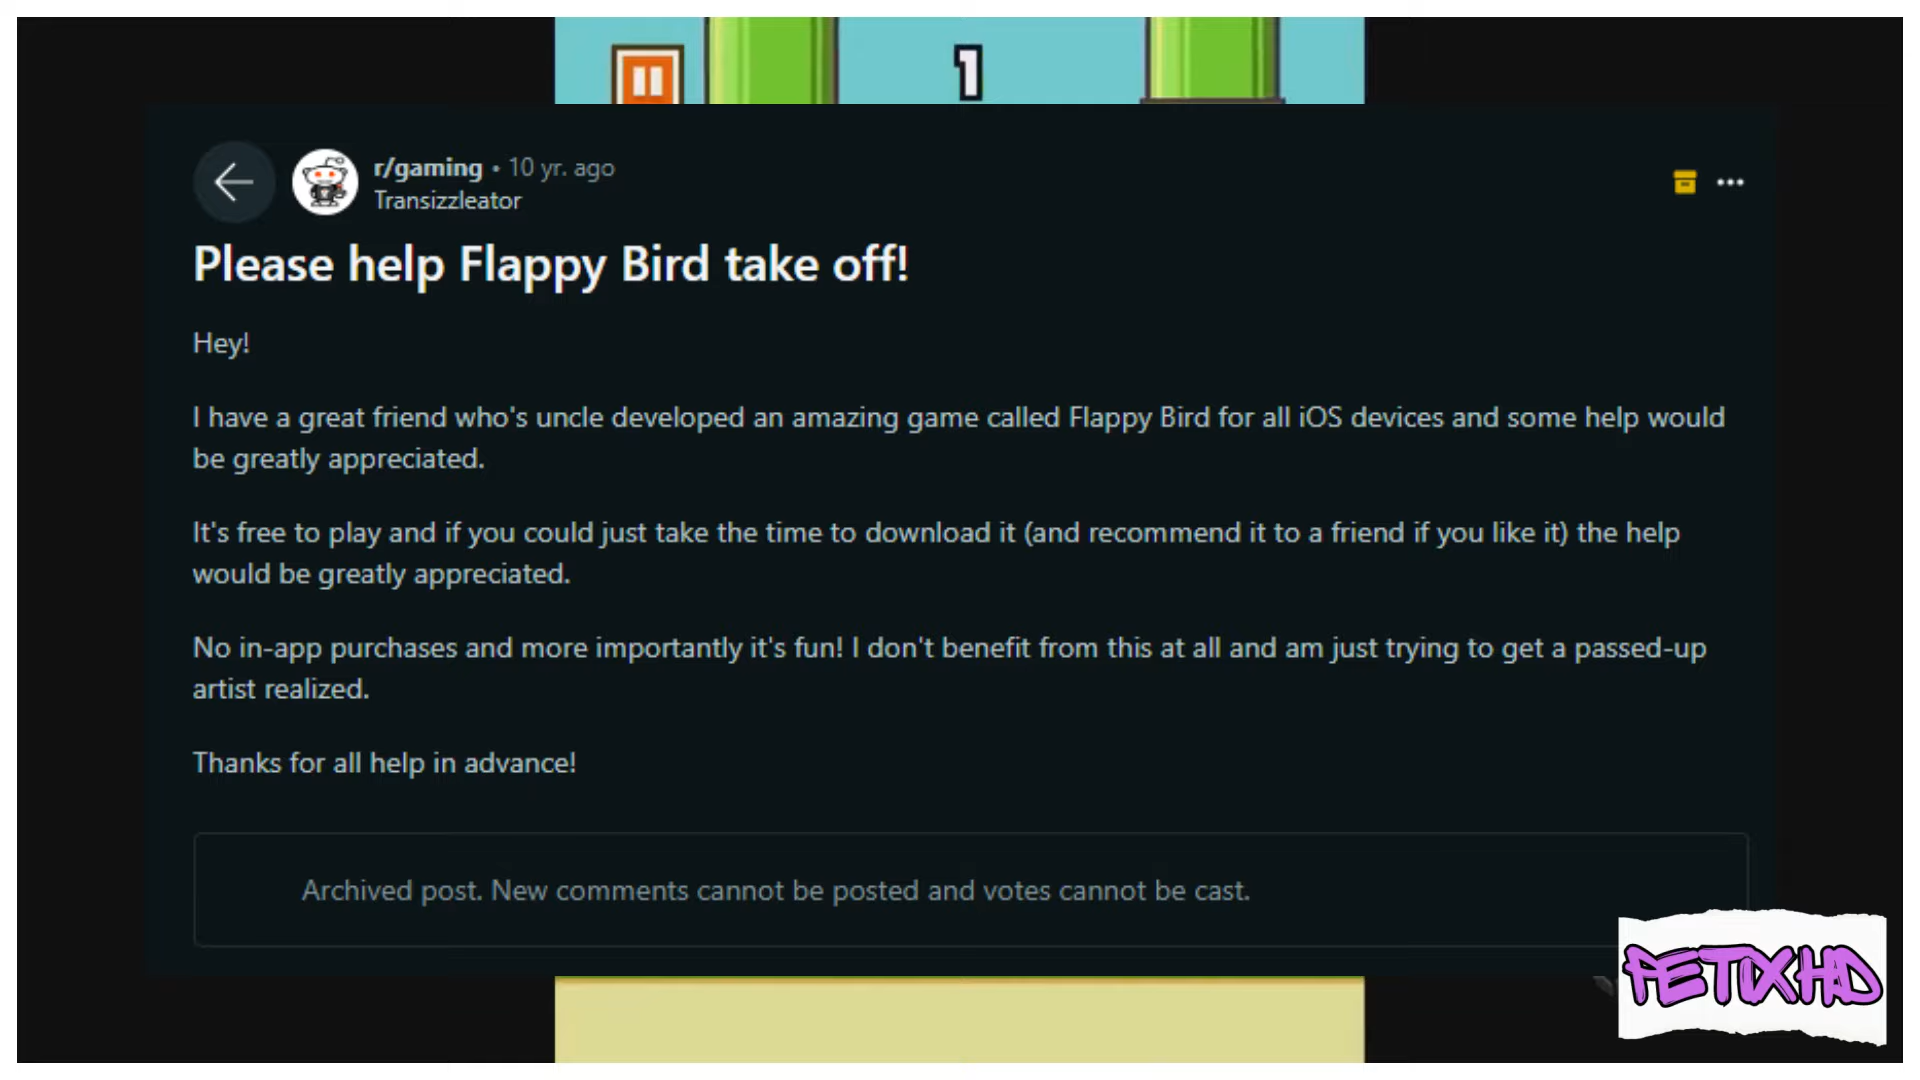 1
r/gaming • 10 yr. ago
Transizzleator
Please help Flappy Bird take off!
Hey!
I have a great friend who's uncle developed an amazing game called Flappy Bird for all iOS devices and some help would
be greatly appreciated.
It's free to play and if you could just take the time to download it (and recommend it to a friend if you like it) the help
would be greatly appreciated.
No in-app purchases and more importantly it's fun! I don't benefit from this at all and am just trying to get a passed-up
artist realized.
Thanks for all help in advance!
Archived post. New comments cannot be posted and votes cannot be cast.
PETIXHD